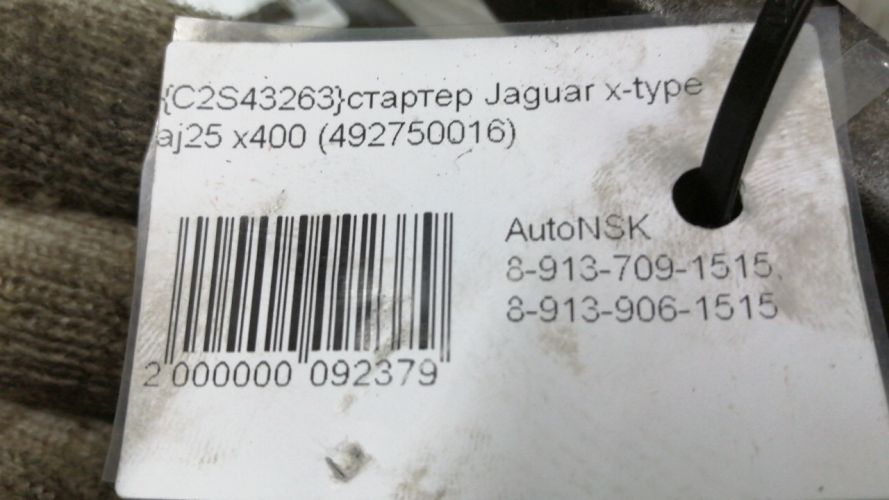 {C2S43263}стартер Jaguar x-type
aj25 x400 (492750016)
AutoNSK
8-913-709-1515,
8-913-906-1515
2 000000 092379